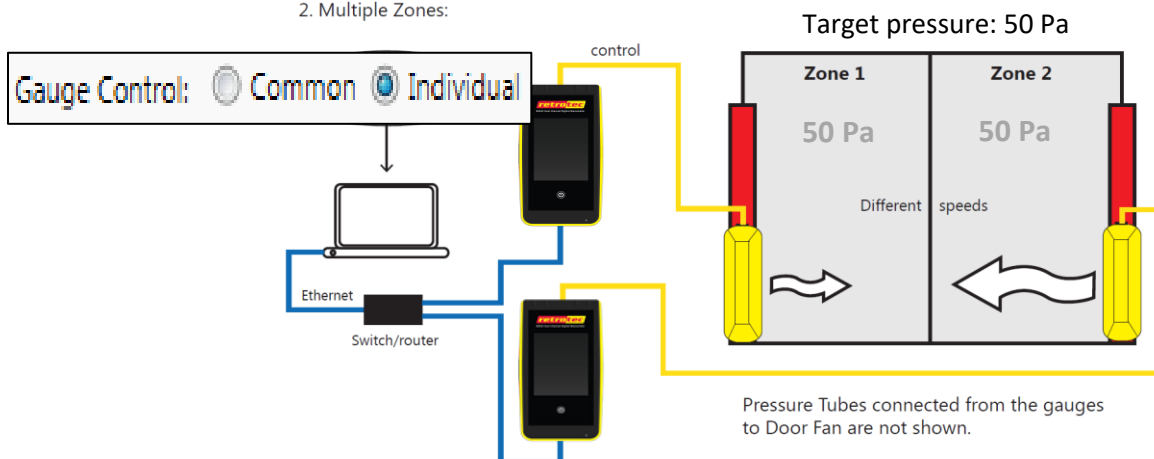 2. Multiple Zones:
Gauge Control: Common Individual
control
Target pressure: 50 Pa
Zone 1
Zone 2
50 Pa
50 Pa
Different speeds
retrotec
Ethernet
Switch/router
retrotec
Pressure Tubes connected from the gauges
to Door Fan are not shown.